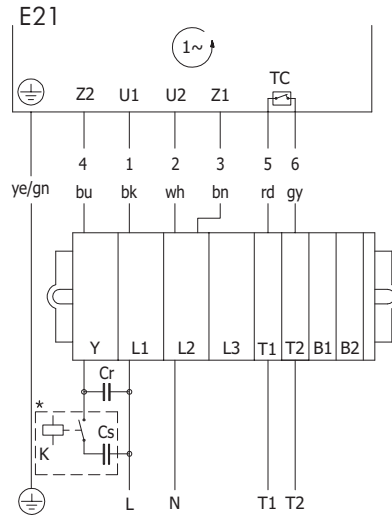 E21
1~
TC
Z2 U1 U2 Z1
4 1 2 3 5 6
ye/gn bu bk wh bn rd gy
Y L1 L2 L3 T1 T2 B1 B2
Cr
*
K Cs
L N T1 T2